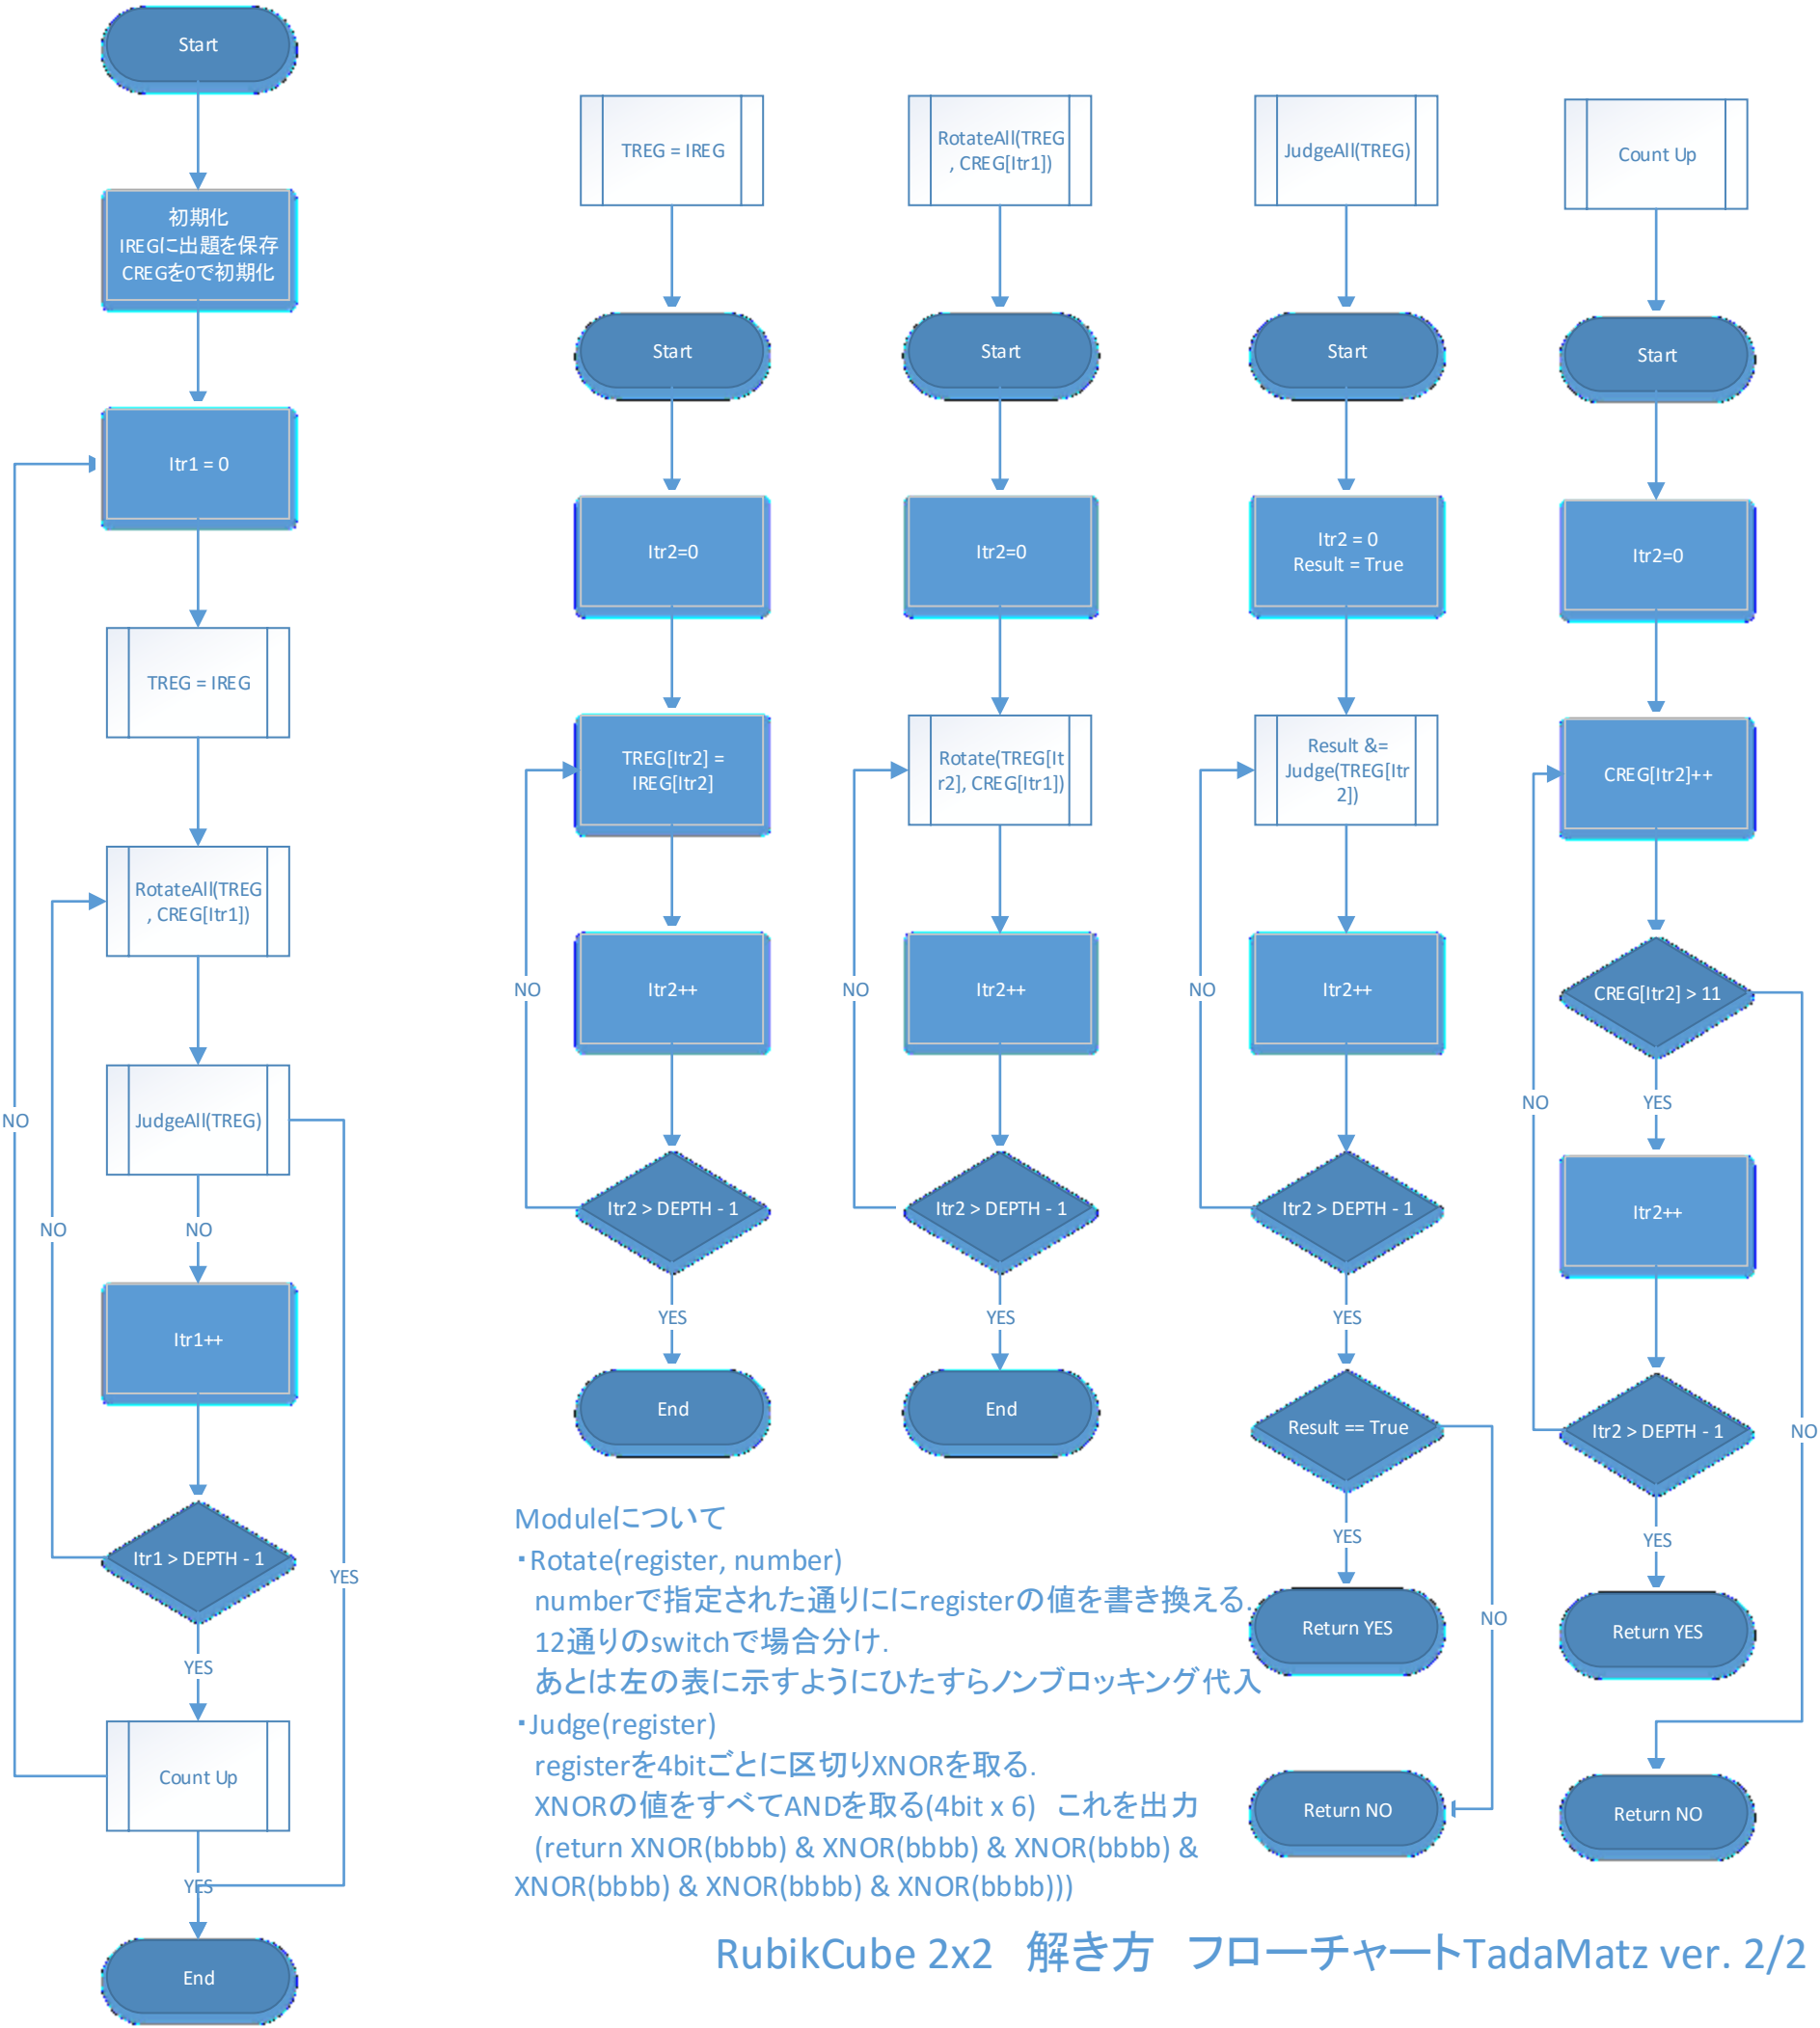 Start
初期化
IREGに出題を保存
CREGを0で初期化
Itr1 = 0
TREG = IREG
RotateAll(TREG
, CREG[Itr1])
JudgeAll(TREG)
NO
NO
NO
Itr1++
Itr1 > DEPTH - 1
YES
YES
Count Up
YES
End
TREG = IREG
Start
Itr2=0
TREG[Itr2] =
IREG[Itr2]
Itr2++
NO
Itr2 > DEPTH - 1
YES
End
RotateAll(TREG
, CREG[Itr1])
Start
Itr2=0
Rotate(TREG[It
r2], CREG[Itr1])
Itr2++
NO
Itr2 > DEPTH - 1
YES
End
JudgeAll(TREG)
Start
Itr2 = 0
Result = True
Result &=
Judge(TREG[Itr
2])
Itr2++
NO
Itr2 > DEPTH - 1
YES
Result == True
YES
NO
Return YES
Return NO
Count Up
Start
Itr2=0
CREG[Itr2]++
CREG[Itr2] > 11
NO
YES
Itr2++
Itr2 > DEPTH - 1
NO
YES
Return YES
Return NO
Moduleについて
・Rotate(register, number)
numberで指定された通りににregisterの値を書き換える.
12通りのswitchで場合分け.
あとは左の表に示すようにひたすらノンブロッキング代入
・Judge(register)
registerを4bitごとに区切りXNORを取る.
XNORの値をすべてANDを取る(4bit x 6)　これを出力
(return XNOR(bbbb) & XNOR(bbbb) & XNOR(bbbb) &
XNOR(bbbb) & XNOR(bbbb) & XNOR(bbbb)))
RubikCube 2x2　解き方　フローチャートTadaMatz ver. 2/2